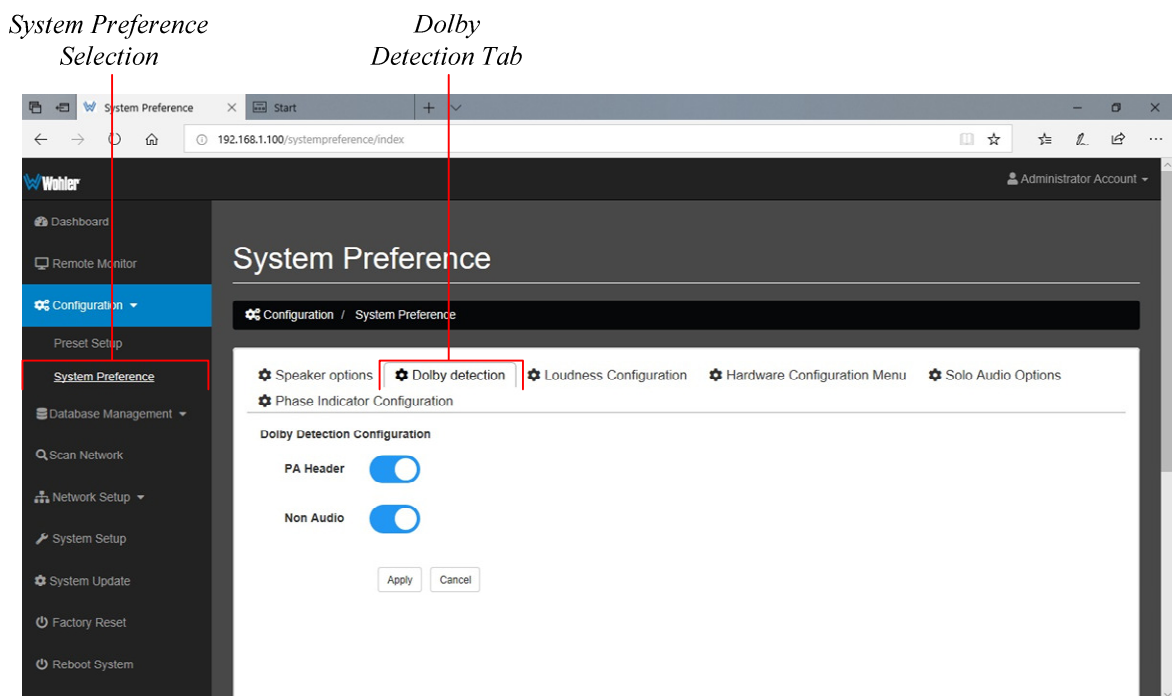 System Preference
Selection
Dolby
Detection Tab
System Preference
Start
192.168.1.100/systempreference/index
Wohler
Administrator Account
Dashboard
Remote Monitor
Configuration
Preset Setup
System Preference
Database Management
Scan Network
Network Setup
System Setup
System Update
Factory Reset
Reboot System
System Preference
Configuration / System Preference
Speaker options Dolby detection Loudness Configuration Hardware Configuration Menu Solo Audio Options
Phase Indicator Configuration
Dolby Detection Configuration
PA Header
Non Audio
Apply Cancel